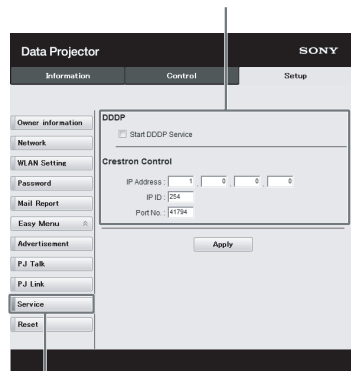 Data Projector
SONY
Information
Control
Setup
Owner information
Network
WLAN Setting
Password
Mail Report
Easy Menu
Advertisement
PJ Talk
PJ Link
Service
Reset
DDDP
Start DDDP Service
Crestron Control
IP Address : 1 . 0 . 0 . 0
IP ID : 254
Port No. : 41794
Apply